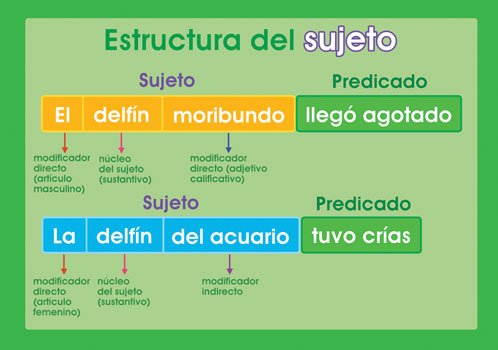 Estructura del sujeto
Sujeto Predicado
El delfín moribundo llegó agotado
modificador directo (artículo masculino)
núcleo del sujeto (sustantivo)
modificador directo (adjetivo calificativo)
Sujeto Predicado
La delfín del acuario tuvo crías
modificador directo (artículo femenino)
núcleo del sujeto (sustantivo)
modificador indirecto